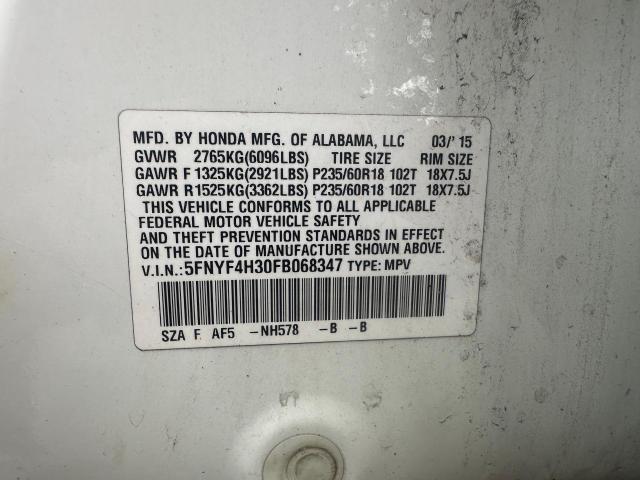 MFD. BY HONDA MFG. OF ALABAMA, LLC 03/'15
GVWR 2765KG(6096LBS) TIRE SIZE RIM SIZE
GAWR F 1325KG(2921LBS) P235/60R18 102T 18X7.5J
GAWR R 1525KG(3362LBS) P235/60R18 102T 18X7.5J
THIS VEHICLE CONFORMS TO ALL APPLICABLE
FEDERAL MOTOR VEHICLE SAFETY
AND THEFT PREVENTION STANDARDS IN EFFECT
ON THE DATE OF MANUFACTURE SHOWN ABOVE.
V.I.N.: 5FNYF4H30FB068347 TYPE: MPV
SZA F AF5 -NH578 -B -B